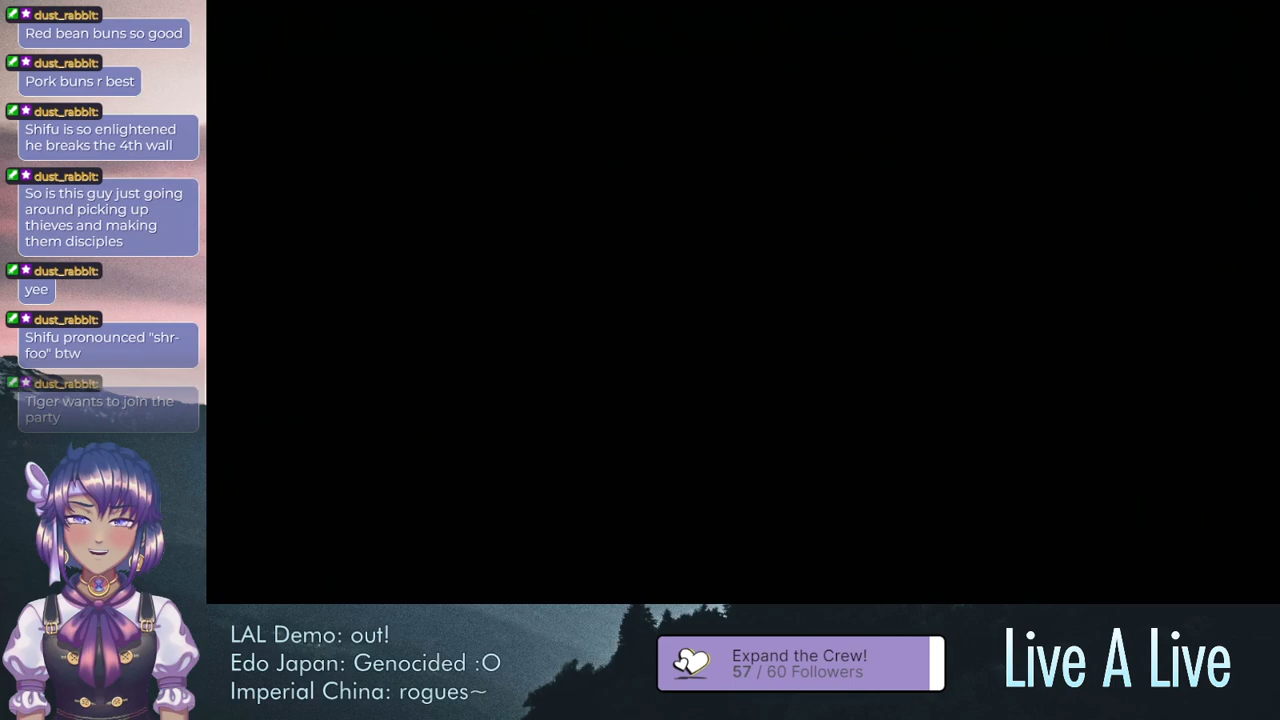 dust_rabbit:
Red bean buns so good
dust_rabbit:
Pork buns r best
dust_rabbit:
Shifu is so enlightened
he breaks the 4th wall
dust_rabbit:
So is this guy just going
around picking up
thieves and making
them disciples
dust_rabbit:
yee
dust_rabbit:
Shifu pronounced "shr-
foo" btw
dust_rabbit:
Tiger wants to join the
party
LAL Demo: out!
Edo Japan: Genocided :O
Imperial China: rogues~
Expand the Crew!
57 / 60 Followers
Live A Live